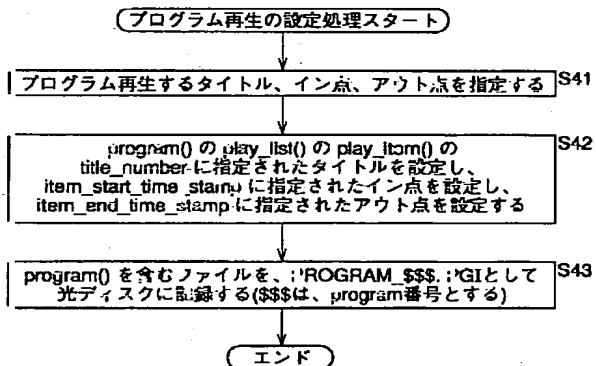 プログラム再生の設定処理スタート
プログラム再生するタイトル、イン点、アウト点を指定する
S41
program() の play_list() の play_item() の
S42
title_number に指定されたタイトルを設定し、
item_start_time_stamp に指定されたイン点を設定し、
item_end_time_stamp に指定されたアウト点を設定する
program() を含むファイルを、PROGRAM_$$$.PGIとして
S43
光ディスクに記録する($$$は、program番号とする)
エンド